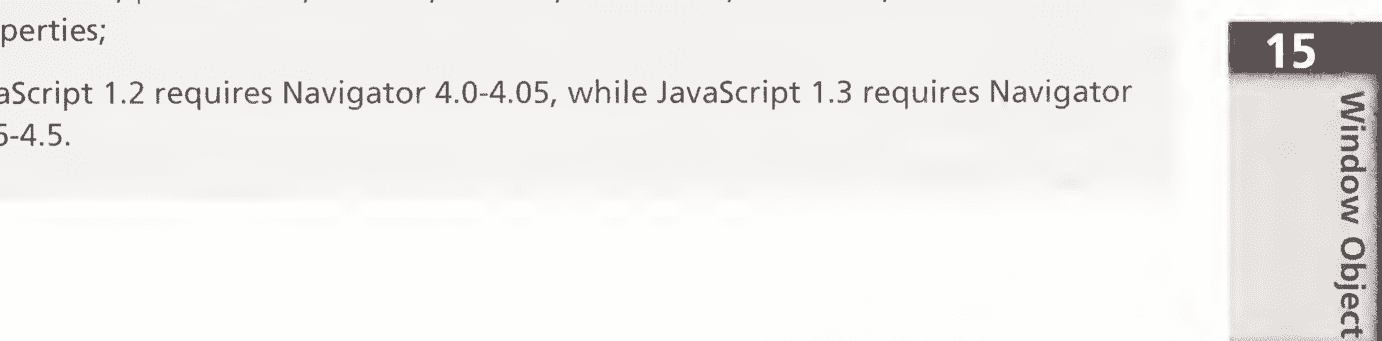 perties;
aScript 1.2 requires Navigator 4.0-4.05, while JavaScript 1.3 requires Navigator
-4.5.
15
Window Object